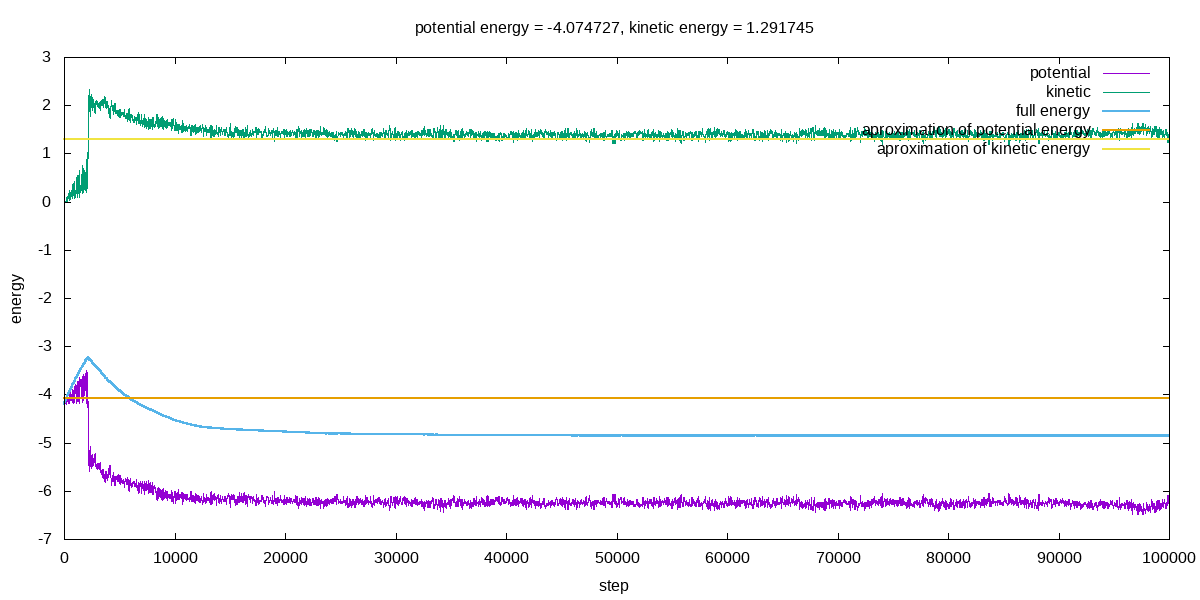 potential energy = -4.074727, kinetic energy = 1.291745
potential
kinetic
full energy
aproximation of potential energy
aproximation of kinetic energy
3
2
1
0
-1
-2
-3
-4
-5
-6
-7
energy
0 10000 20000 30000 40000 50000 60000 70000 80000 90000 100000
step